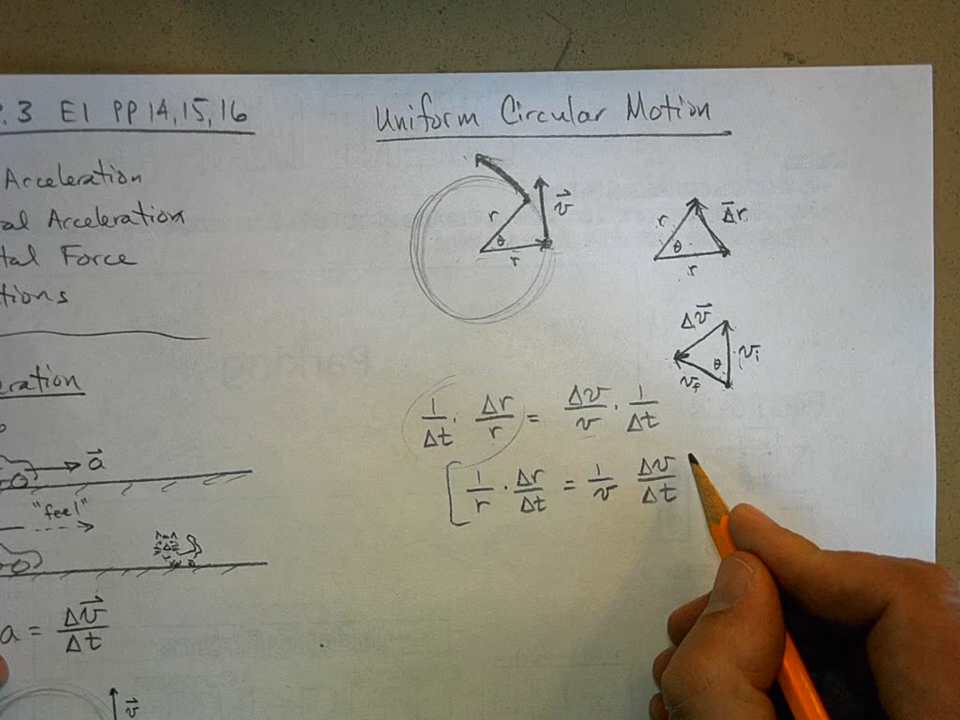 .3 E1 PP 14,15,16
Acceleration
al Acceleration
tal Force
tions
eration
a⃗
"feel"
a = Δv⃗/Δt
v⃗
Uniform Circular Motion
r
θ
r
v⃗
r
θ
r
Δ⃗r
Δv⃗
θ
vᵢ
v_f
1/Δt · Δr/r = Δv/v · 1/Δt
[1/r · Δr/Δt = 1/v Δv/Δt